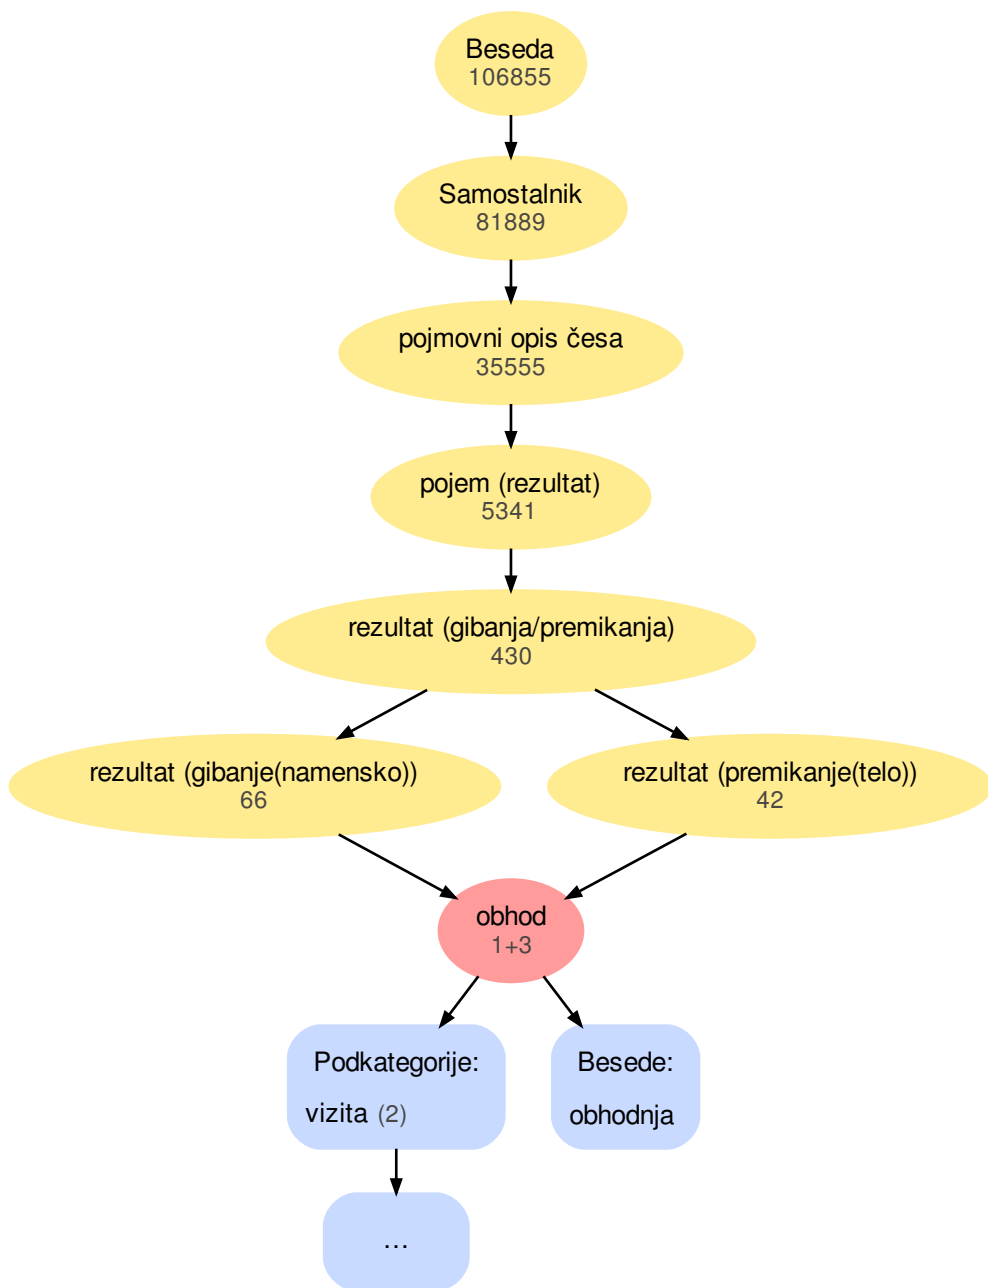 Beseda
106855
Samostalnik
81889
pojmovni opis česa
35555
pojem (rezultat)
5341
rezultat (gibanja/premikanja)
430
rezultat (gibanje(namensko))
66
rezultat (premikanje(telo))
42
obhod
1+3
Podkategorije:
vizita (2)
Besede:
obhodnja
...